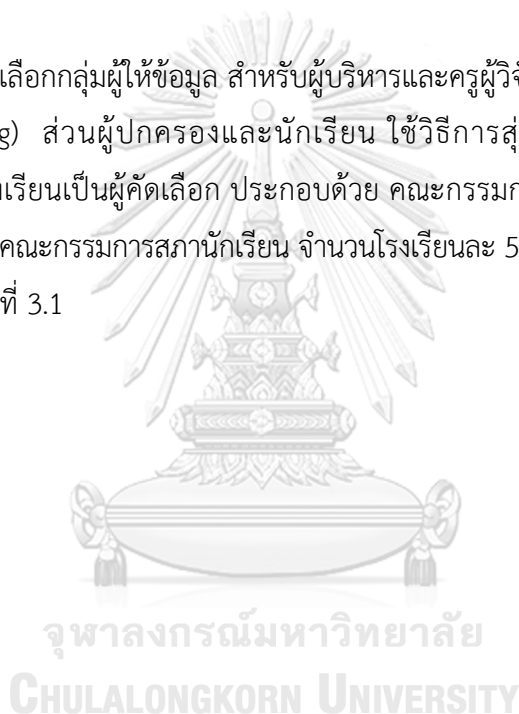 เลือกกลุ่มผู้ให้ข้อมูล สำหรับผู้บริหารและครูผู้วิจั
g) ส่วนผู้ปกครองและนักเรียน ใช้วิธีการสุ่
เรียนเป็นผู้คัดเลือก ประกอบด้วย คณะกรรมก
คณะกรรมการสภานักเรียน จำนวนโรงเรียนละ 5
ที่ 3.1
จุฬาลงกรณ์มหาวิทยาลัย
CHULALONGKORN UNIVERSITY